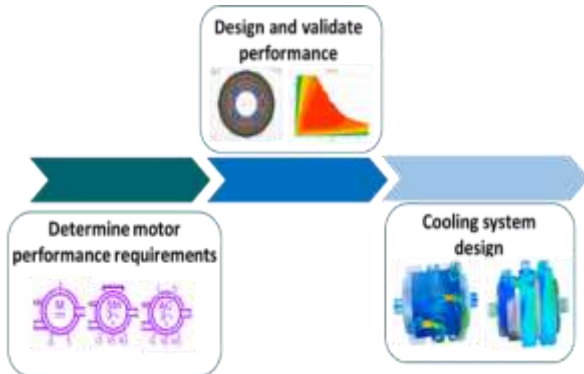 Design and validate
performance
Determine motor
performance requirements
M
Cooling system
design